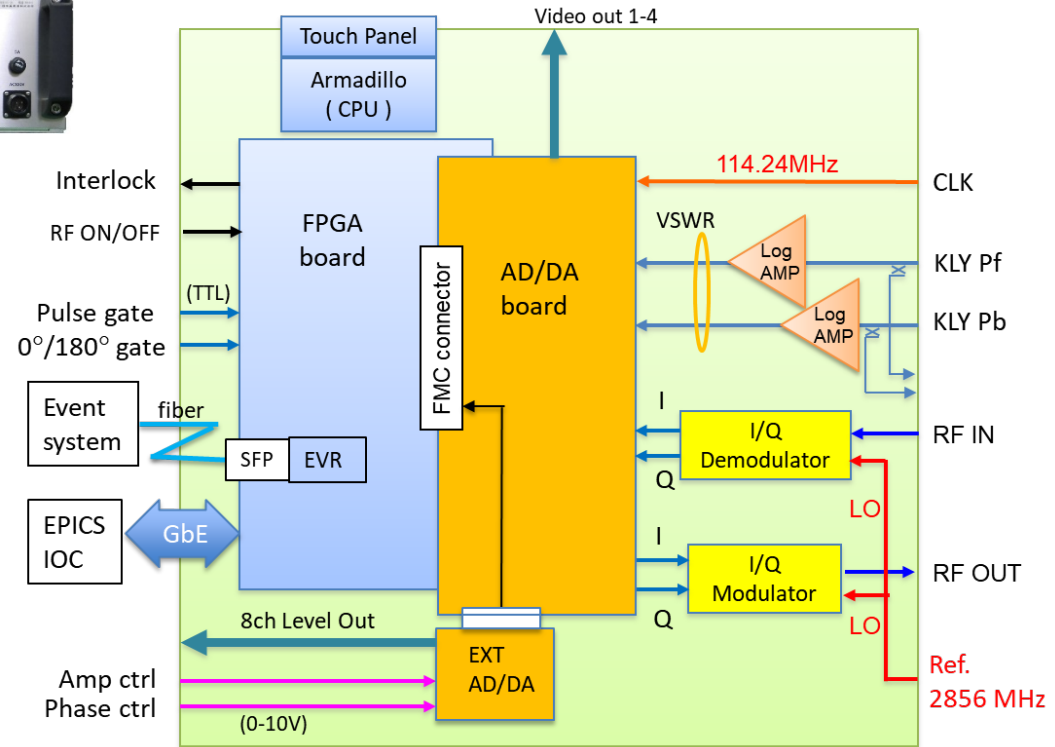 Video out 1-4
Touch Panel
Armadillo
( CPU )
Interlock
RF ON/OFF
(TTL)
Pulse gate
0°/180° gate
Event
system
fiber
SFP
EVR
EPICS
IOC
GbE
FPGA
board
FMC connector
AD/DA
board
114.24MHz
CLK
VSWR
Log
AMP
KLY Pf
Log
AMP
KLY Pb
I
Q
I/Q
Demodulator
RF IN
LO
I
Q
I/Q
Modulator
RF OUT
LO
8ch Level Out
EXT
AD/DA
Amp ctrl
Phase ctrl
(0-10V)
Ref.
2856 MHz